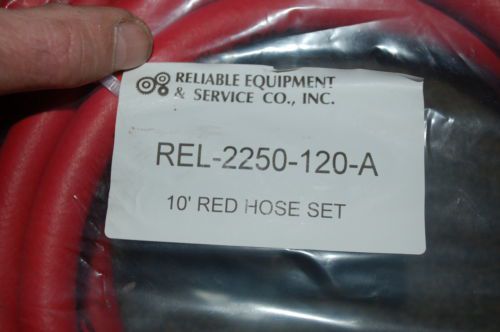 RELIABLE EQUIPMENT
& SERVICE CO., INC.
REL-2250-120-A
10' RED HOSE SET